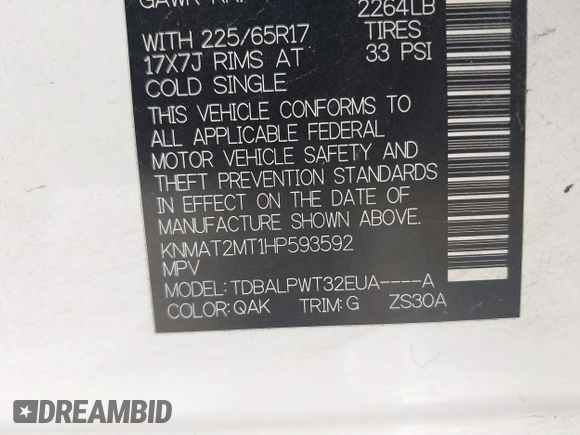 GAWR RR:
2264LB
WITH 225/65R17 TIRES
17X7J RIMS AT 33 PSI
COLD SINGLE
THIS VEHICLE CONFORMS TO
ALL APPLICABLE FEDERAL
MOTOR VEHICLE SAFETY AND
THEFT PREVENTION STANDARDS
IN EFFECT ON THE DATE OF
MANUFACTURE SHOWN ABOVE.
KNMAT2MT1HP593592
MPV
MODEL:TDBALPWT32EUA----A
COLOR:QAK TRIM:G ZS30A
DREAMBID